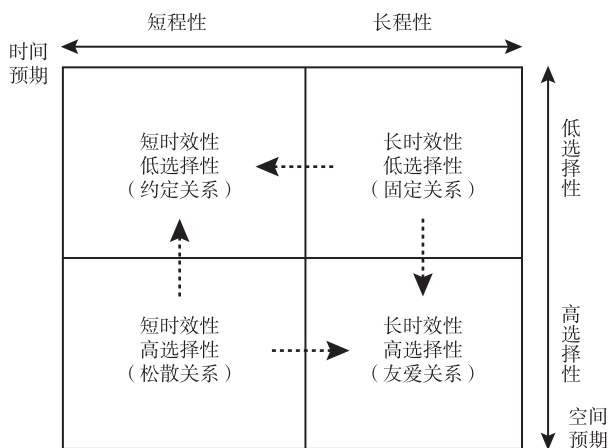 短程性
长程性
时间
预期
短时效性
低选择性
（约定关系）
长时效性
低选择性
（固定关系）
低选择性
短时效性
高选择性
（松散关系）
长时效性
高选择性
（友爱关系）
高选择性
空间
预期